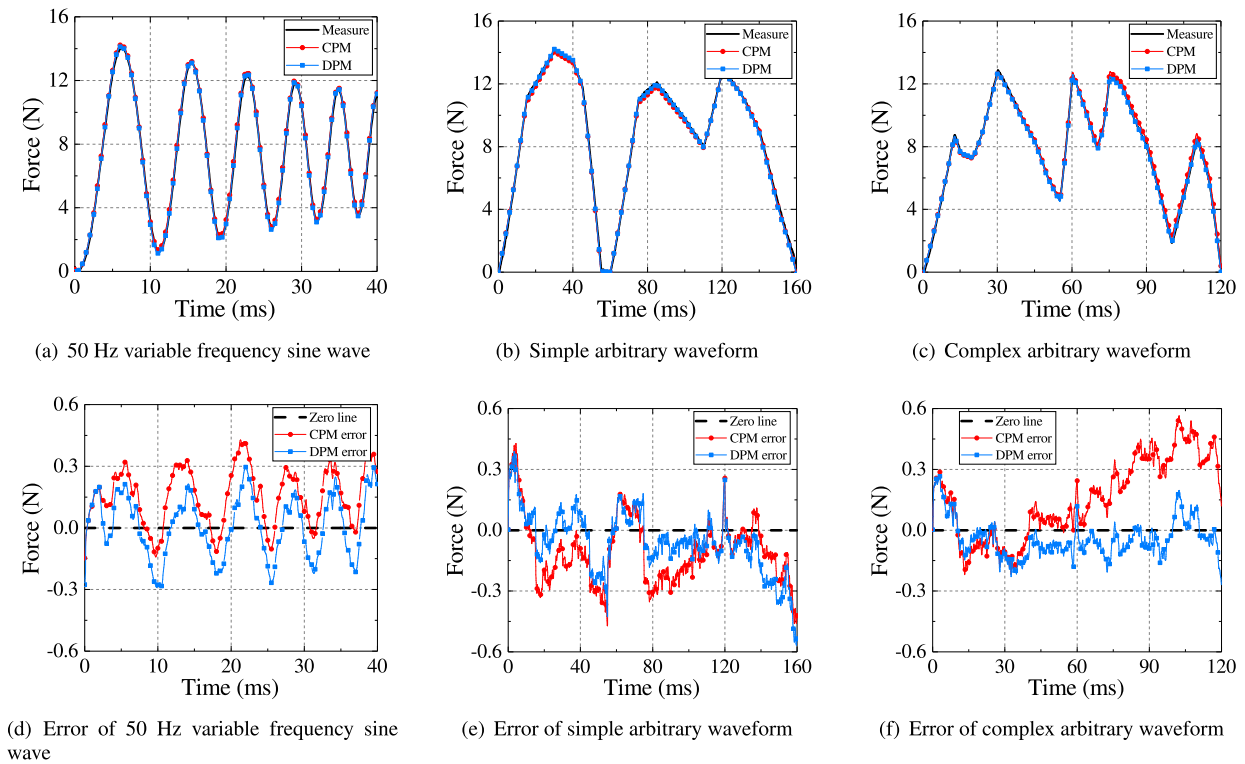 16
12
8
4
0
0
10
20
30
40
Force (N)
Time (ms)
Measure
CPM
DPM
(a) 50 Hz variable frequency sine wave
16
12
8
4
0
0
40
80
120
160
Force (N)
Time (ms)
Measure
CPM
DPM
(b) Simple arbitrary waveform
16
12
8
4
0
0
30
60
90
120
Force (N)
Time (ms)
Measure
CPM
DPM
(c) Complex arbitrary waveform
0.6
0.3
0.0
-0.3
-0.6
0
10
20
30
40
Force (N)
Time (ms)
Zero line
CPM error
DPM error
(d) Error of 50 Hz variable frequency sine
wave
0.6
0.3
0.0
-0.3
-0.6
0
40
80
120
160
Force (N)
Time (ms)
Zero line
CPM error
DPM error
(e) Error of simple arbitrary waveform
0.6
0.3
0.0
-0.3
-0.6
0
30
60
90
120
Force (N)
Time (ms)
Zero line
CPM error
DPM error
(f) Error of complex arbitrary waveform